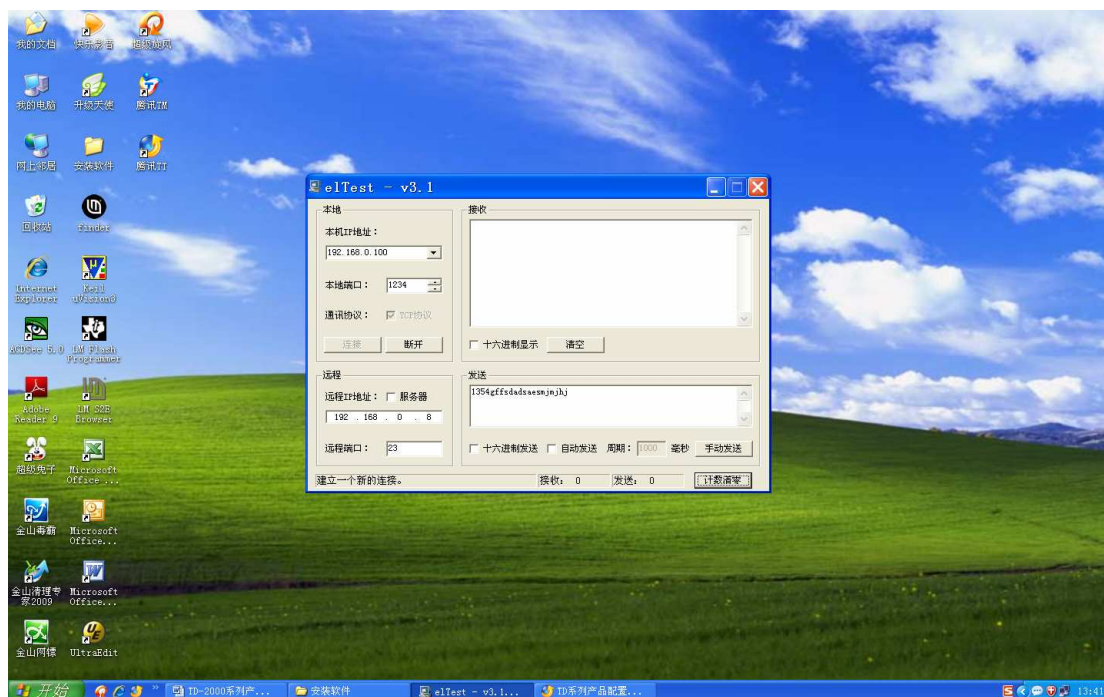 我的文档
快乐影音
超级旋风
我的电脑
升级天使
腾讯TM
网上邻居
安装软件
腾讯TT
回收站
finder
Internet Explorer
Keil uVision3
ACDSee 5.0
LM Flash Programmer
Adobe Reader 9
LM S2E Browser
超级兔子
Microsoft Office ...
金山毒霸
Microsoft Office...
金山清理专家2009
Microsoft Office...
金山网镖
UltraEdit
elTest - v3.1
本地
本机IP地址：
192.168.0.100
本地端口： 1234
通讯协议： TCP协议
连接 断开
接收
十六进制显示 清空
远程
远程IP地址： 服务器
192 . 168 . 0 . 8
远程端口： 23
发送
1354gffsdadsaesmjmjhj
十六进制发送 自动发送 周期： 1000 毫秒 手动发送
建立一个新的连接。 接收： 0 发送： 0 计数清零
开始 TD-2000系列产... 安装软件 elTest - v3.1... TD系列产品配置... 13:41